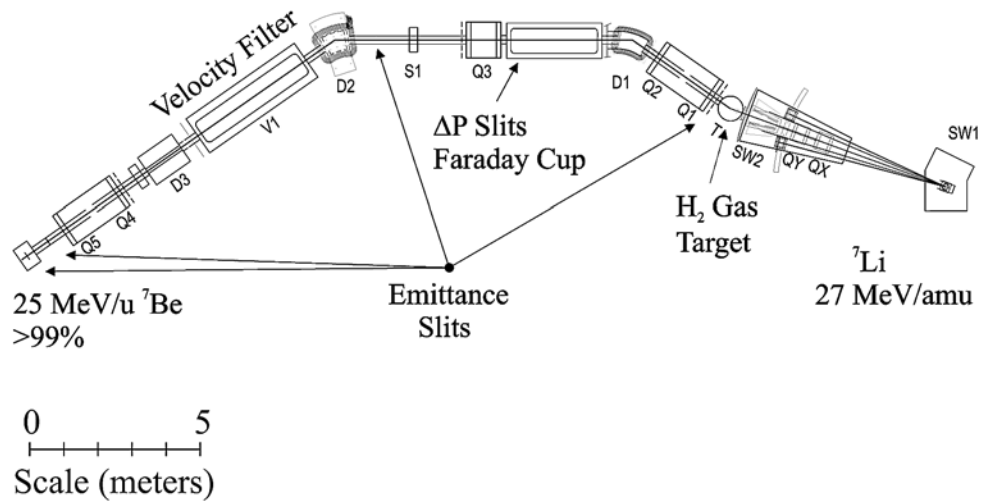 Velocity Filter
V1
D2
S1
Q3
D1
Q2
Q1
T
SW2
QY
QX
SW1
D3
Q4
Q5
ΔP Slits
Faraday Cup
H₂ Gas
Target
⁷Li
27 MeV/amu
Emittance
Slits
25 MeV/u ⁷Be
>99%
0 5
Scale (meters)